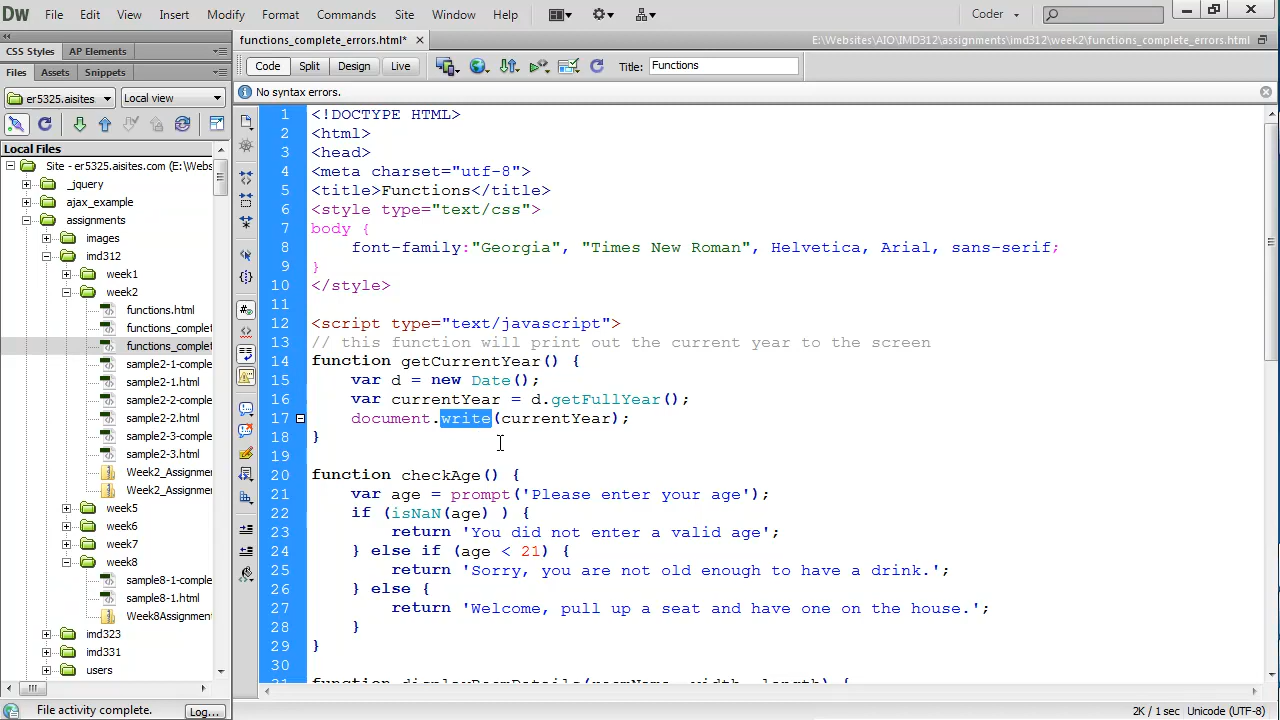 Dw File Edit View Insert Modify Format Commands Site Window Help Coder
CSS Styles AP Elements functions_complete_errors.html* E:\Websites\AIO\IMD312\assignments\imd312\week2\functions_complete_errors.html
Files Assets Snippets Code Split Design Live Title: Functions
er5325.aisites Local view No syntax errors.
Local Files
Site - er5325.aisites.com (E:\Webs
_jquery
ajax_example
assignments
images
imd312
week1
week2
functions.html
functions_complet
functions_complet
sample2-1-comple
sample2-1.html
sample2-2-comple
sample2-2.html
sample2-3-comple
sample2-3.html
Week2_Assignme
Week2_Assignme
week5
week6
week7
week8
sample8-1-comple
sample8-1.html
Week8Assignment
imd323
imd331
users
1 <!DOCTYPE HTML>
2 <html>
3 <head>
4 <meta charset="utf-8">
5 <title>Functions</title>
6 <style type="text/css">
7 body {
8 font-family:"Georgia", "Times New Roman", Helvetica, Arial, sans-serif;
9 }
10 </style>
11
12 <script type="text/javascript">
13 // this function will print out the current year to the screen
14 function getCurrentYear() {
15 var d = new Date();
16 var currentYear = d.getFullYear();
17 document.write(currentYear);
18 }
19
20 function checkAge() {
21 var age = prompt('Please enter your age');
22 if (isNaN(age) ) {
23 return 'You did not enter a valid age';
24 } else if (age < 21) {
25 return 'Sorry, you are not old enough to have a drink.';
26 } else {
27 return 'Welcome, pull up a seat and have one on the house.';
28 }
29 }
30
31 function displayRoomDetails(roomName, width, length) {
File activity complete. Log... 2K / 1 sec Unicode (UTF-8)